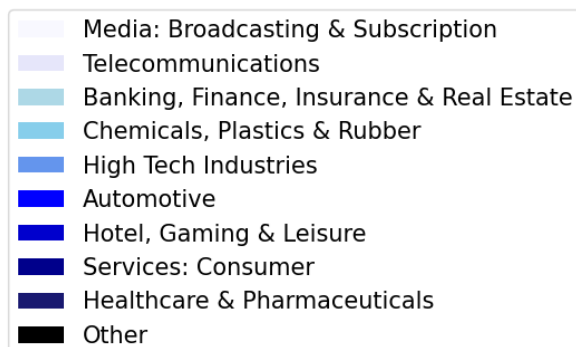 Media: Broadcasting & Subscription
Telecommunications
Banking, Finance, Insurance & Real Estate
Chemicals, Plastics & Rubber
High Tech Industries
Automotive
Hotel, Gaming & Leisure
Services: Consumer
Healthcare & Pharmaceuticals
Other